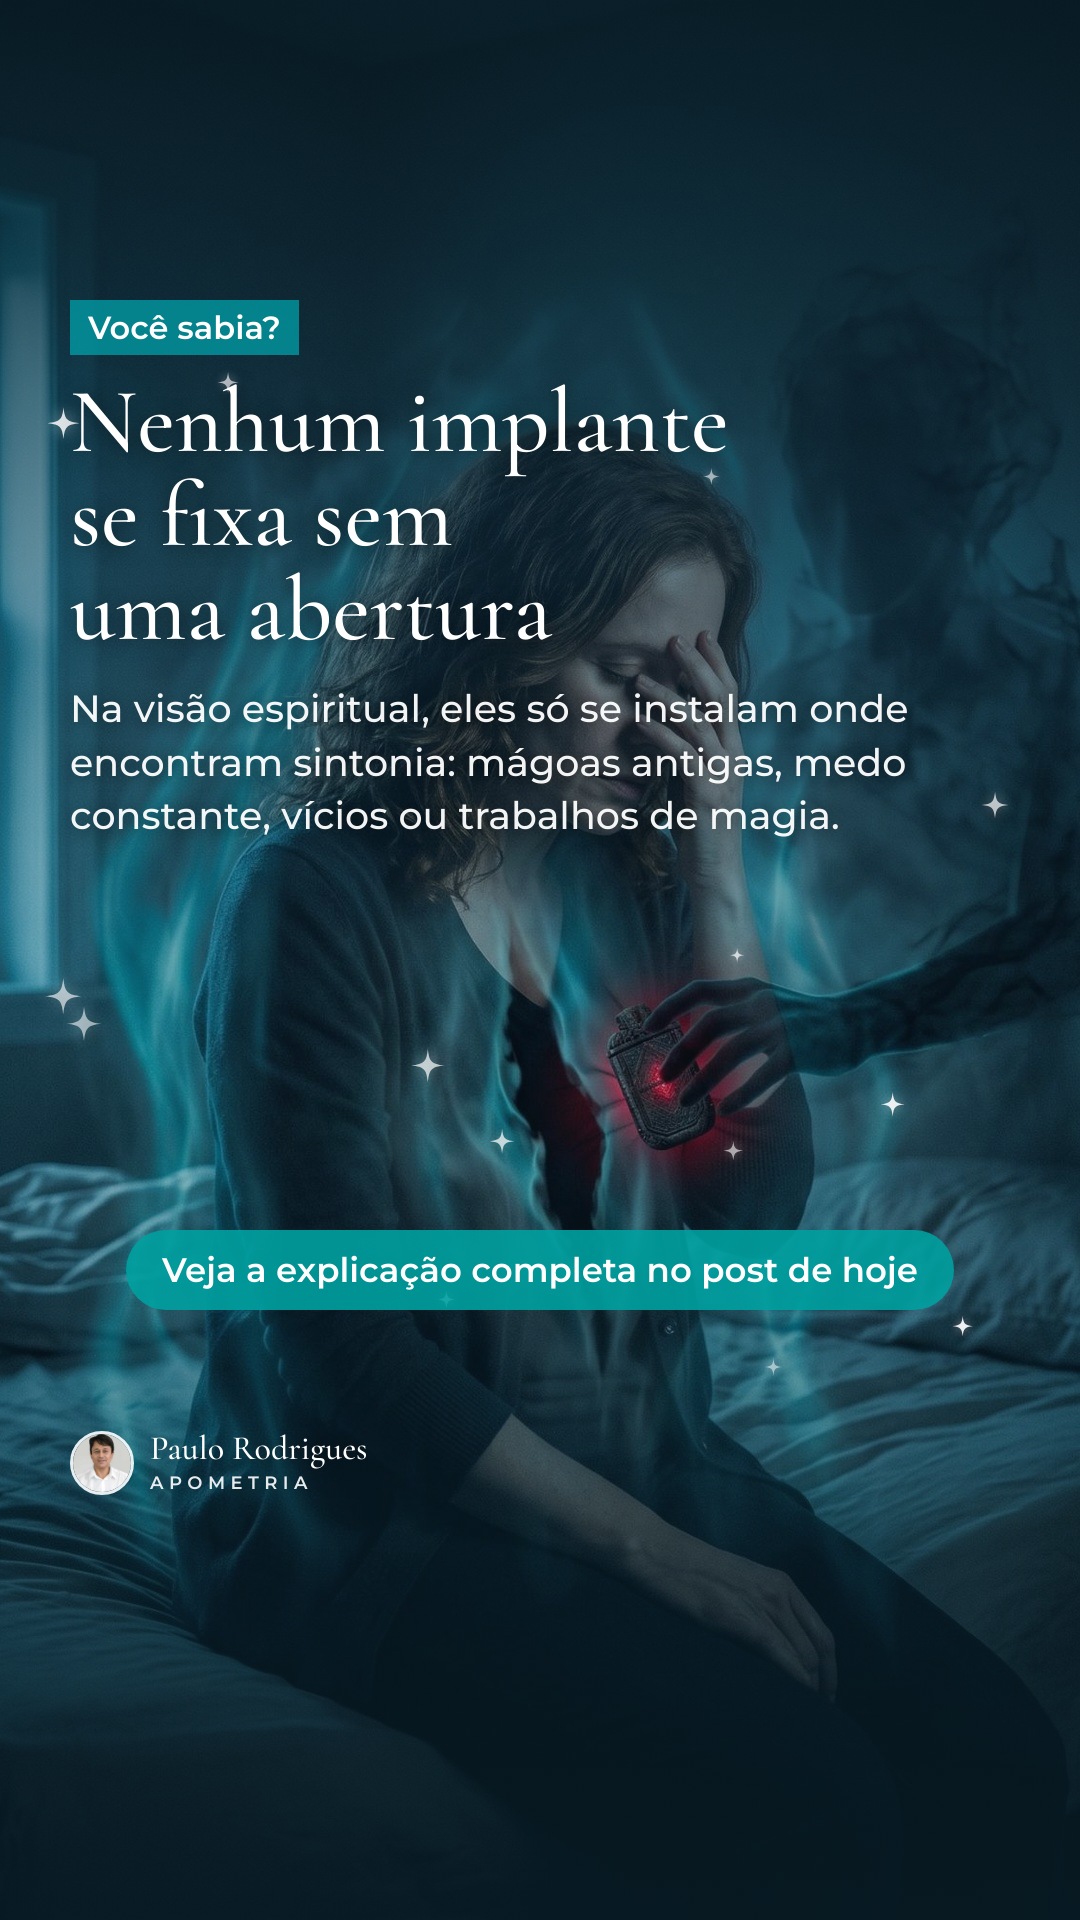 Você sabia?
Nenhum implante
se fixa sem
uma abertura
Na visão espiritual, eles só se instalam onde
encontram sintonia: mágoas antigas, medo
constante, vícios ou trabalhos de magia.
Veja a explicação completa no post de hoje
Paulo Rodrigues
APOMETRIA